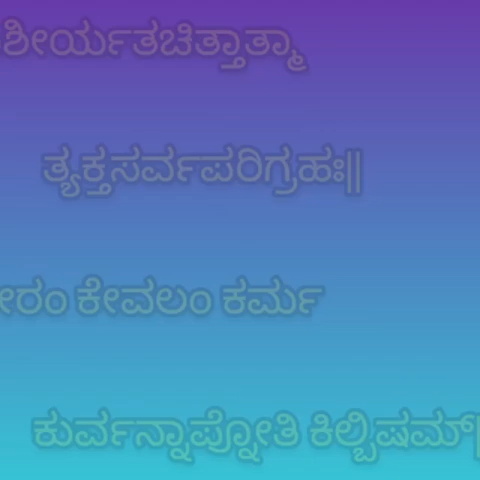 ಶೀರ್ಯತಚಿತ್ತಾತ್ಮಾ
ತ್ಯಕ್ತಸರ್ವಪರಿಗ್ರಹಃ||
ೀರಂ ಕೇವಲಂ ಕರ್ಮ
ಕುರ್ವನ್ನಾಪ್ನೋತಿ ಕಿಲ್ಬಿಷಮ್|